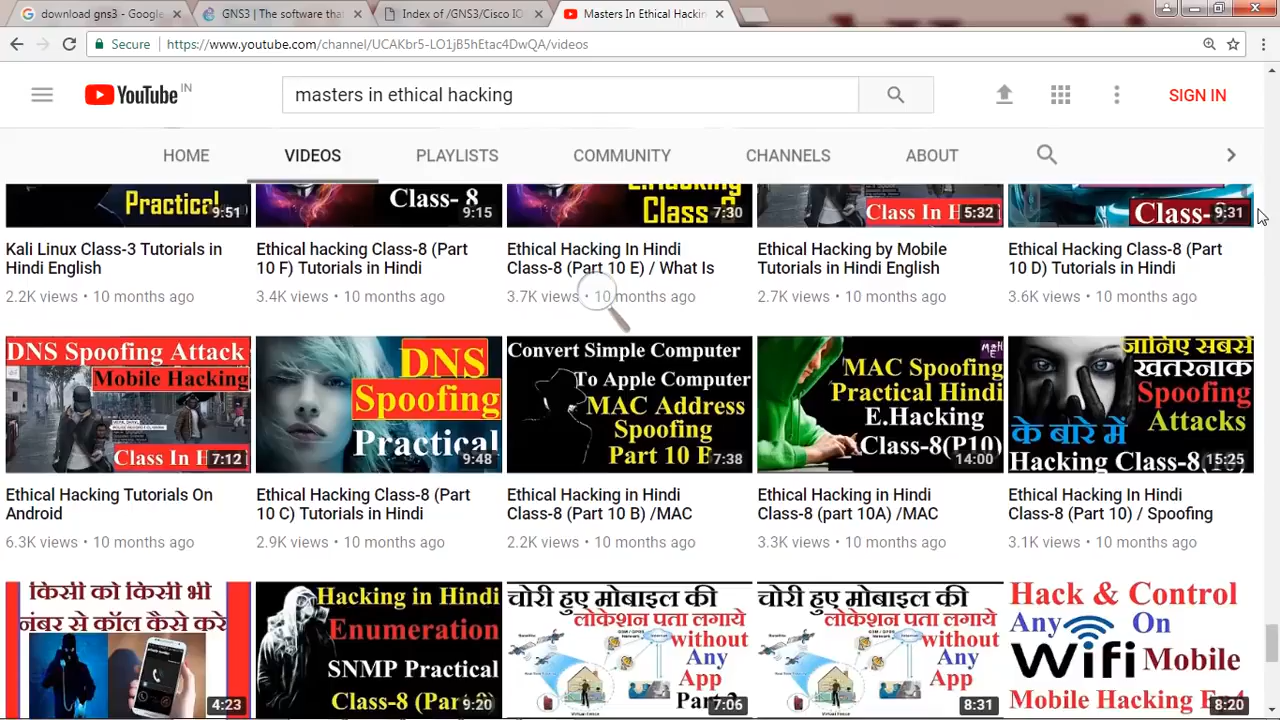 download gns3 - Google
GNS3 | The software tha
Index of /GNS3/Cisco IO
Masters In Ethical Hackin
Secure
https://www.youtube.com/channel/UCAKbr5-LO1jB5hEtac4DwQA/videos
YouTube IN
masters in ethical hacking
SIGN IN
HOME
VIDEOS
PLAYLISTS
COMMUNITY
CHANNELS
ABOUT
Practical
9:51
Class- 8
9:15
E.Hacking
Class-8
7:30
Class In H
5:32
Class-8
9:31
Kali Linux Class-3 Tutorials in
Hindi English
2.2K views • 10 months ago
Ethical hacking Class-8 (Part
10 F) Tutorials in Hindi
3.4K views • 10 months ago
Ethical Hacking In Hindi
Class-8 (Part 10 E) / What Is
3.7K views • 10 months ago
Ethical Hacking by Mobile
Tutorials in Hindi English
2.7K views • 10 months ago
Ethical Hacking Class-8 (Part
10 D) Tutorials in Hindi
3.6K views • 10 months ago
DNS Spoofing Attack
Mobile Hacking
Class In H
7:12
DNS
Spoofing
Practical
9:48
Convert Simple Computer
To Apple Computer
MAC Address
Spoofing
Part 10 B
7:38
MAC Spoofing
Practical Hindi
E.Hacking
Class-8(P10)
14:00
जानिए सबसे
खतरनाक
Spoofing
Attacks
के बारे में
Hacking Class-8
15:25
Ethical Hacking Tutorials On
Android
6.3K views • 10 months ago
Ethical Hacking Class-8 (Part
10 C) Tutorials in Hindi
2.9K views • 10 months ago
Ethical Hacking in Hindi
Class-8 (Part 10 B) /MAC
2.2K views • 10 months ago
Ethical Hacking in Hindi
Class-8 (part 10A) /MAC
3.3K views • 10 months ago
Ethical Hacking In Hindi
Class-8 (Part 10) / Spoofing
3.1K views • 10 months ago
किसी को किसी भी
नंबर से कॉल कैसे करे
4:23
Hacking in Hindi
Enumeration
SNMP Practical
Class-8 (Part
9:20
चोरी हुए मोबाइल की
लोकेशन पता लगाये
without
Any
App
Part 2
7:06
चोरी हुए मोबाइल की
लोकेशन पता लगाये
without
Any
App
8:31
Hack & Control
Any On
Wifi Mobile
Mobile Hacking Ep4
8:20